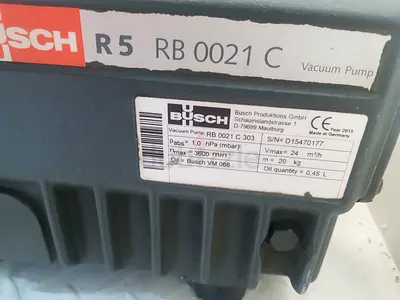 BUSCH R 5 RB 0021 C Vacuum Pump
BUSCH
Busch Produktions GmbH
Schauinslandstrasse 1
D-79689 Maulburg
CE Year 2013
Made in Germany
Vacuum Pump RB 0021 C 303 S/N= D15470177
Pabs= 1,0 hPa (mbar) Vmax= 24 m³/h
nmax= 3600 min⁻¹ m = 20 kg
Oil = Busch VM 068 Oil quantity = 0,45 L